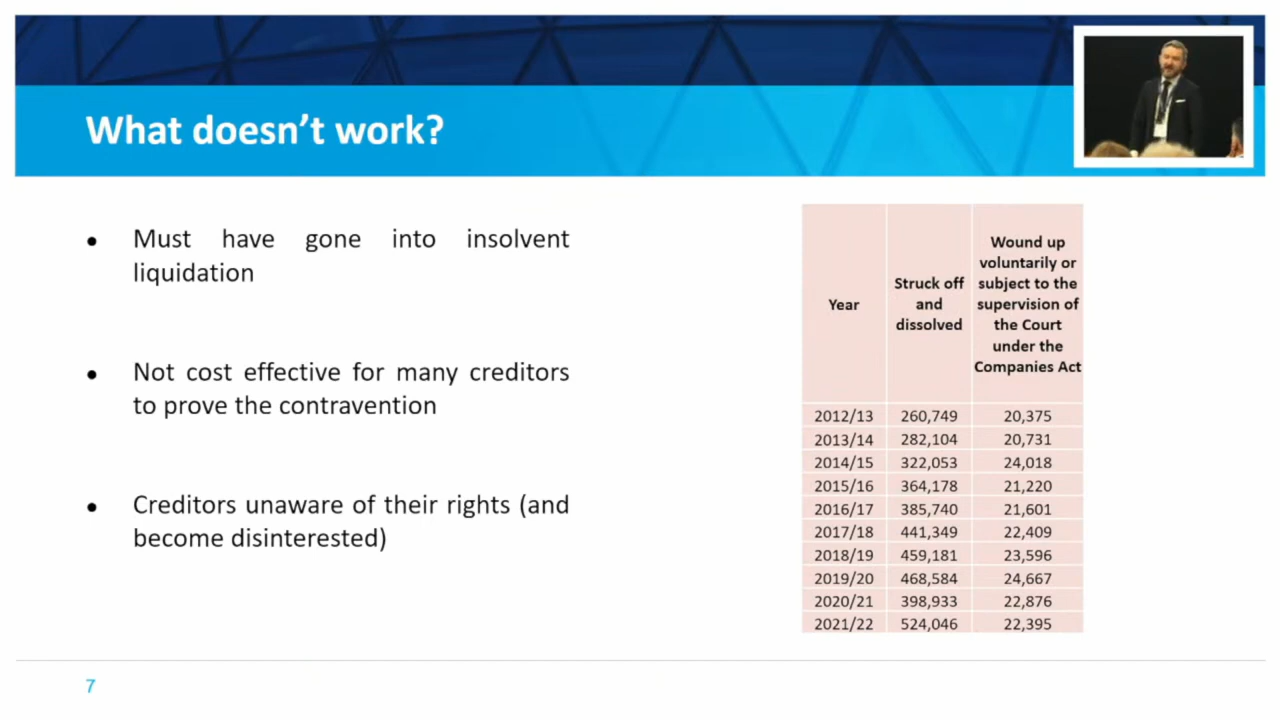 What doesn't work?
● Must have gone into insolvent
liquidation
● Not cost effective for many creditors
to prove the contravention
● Creditors unaware of their rights (and
become disinterested)
Year
Struck off
and
dissolved
Wound up
voluntarily or
subject to the
supervision of
the Court
under the
Companies Act
2012/13 260,749 20,375
2013/14 282,104 20,731
2014/15 322,053 24,018
2015/16 364,178 21,220
2016/17 385,740 21,601
2017/18 441,349 22,409
2018/19 459,181 23,596
2019/20 468,584 24,667
2020/21 398,933 22,876
2021/22 524,046 22,395
7